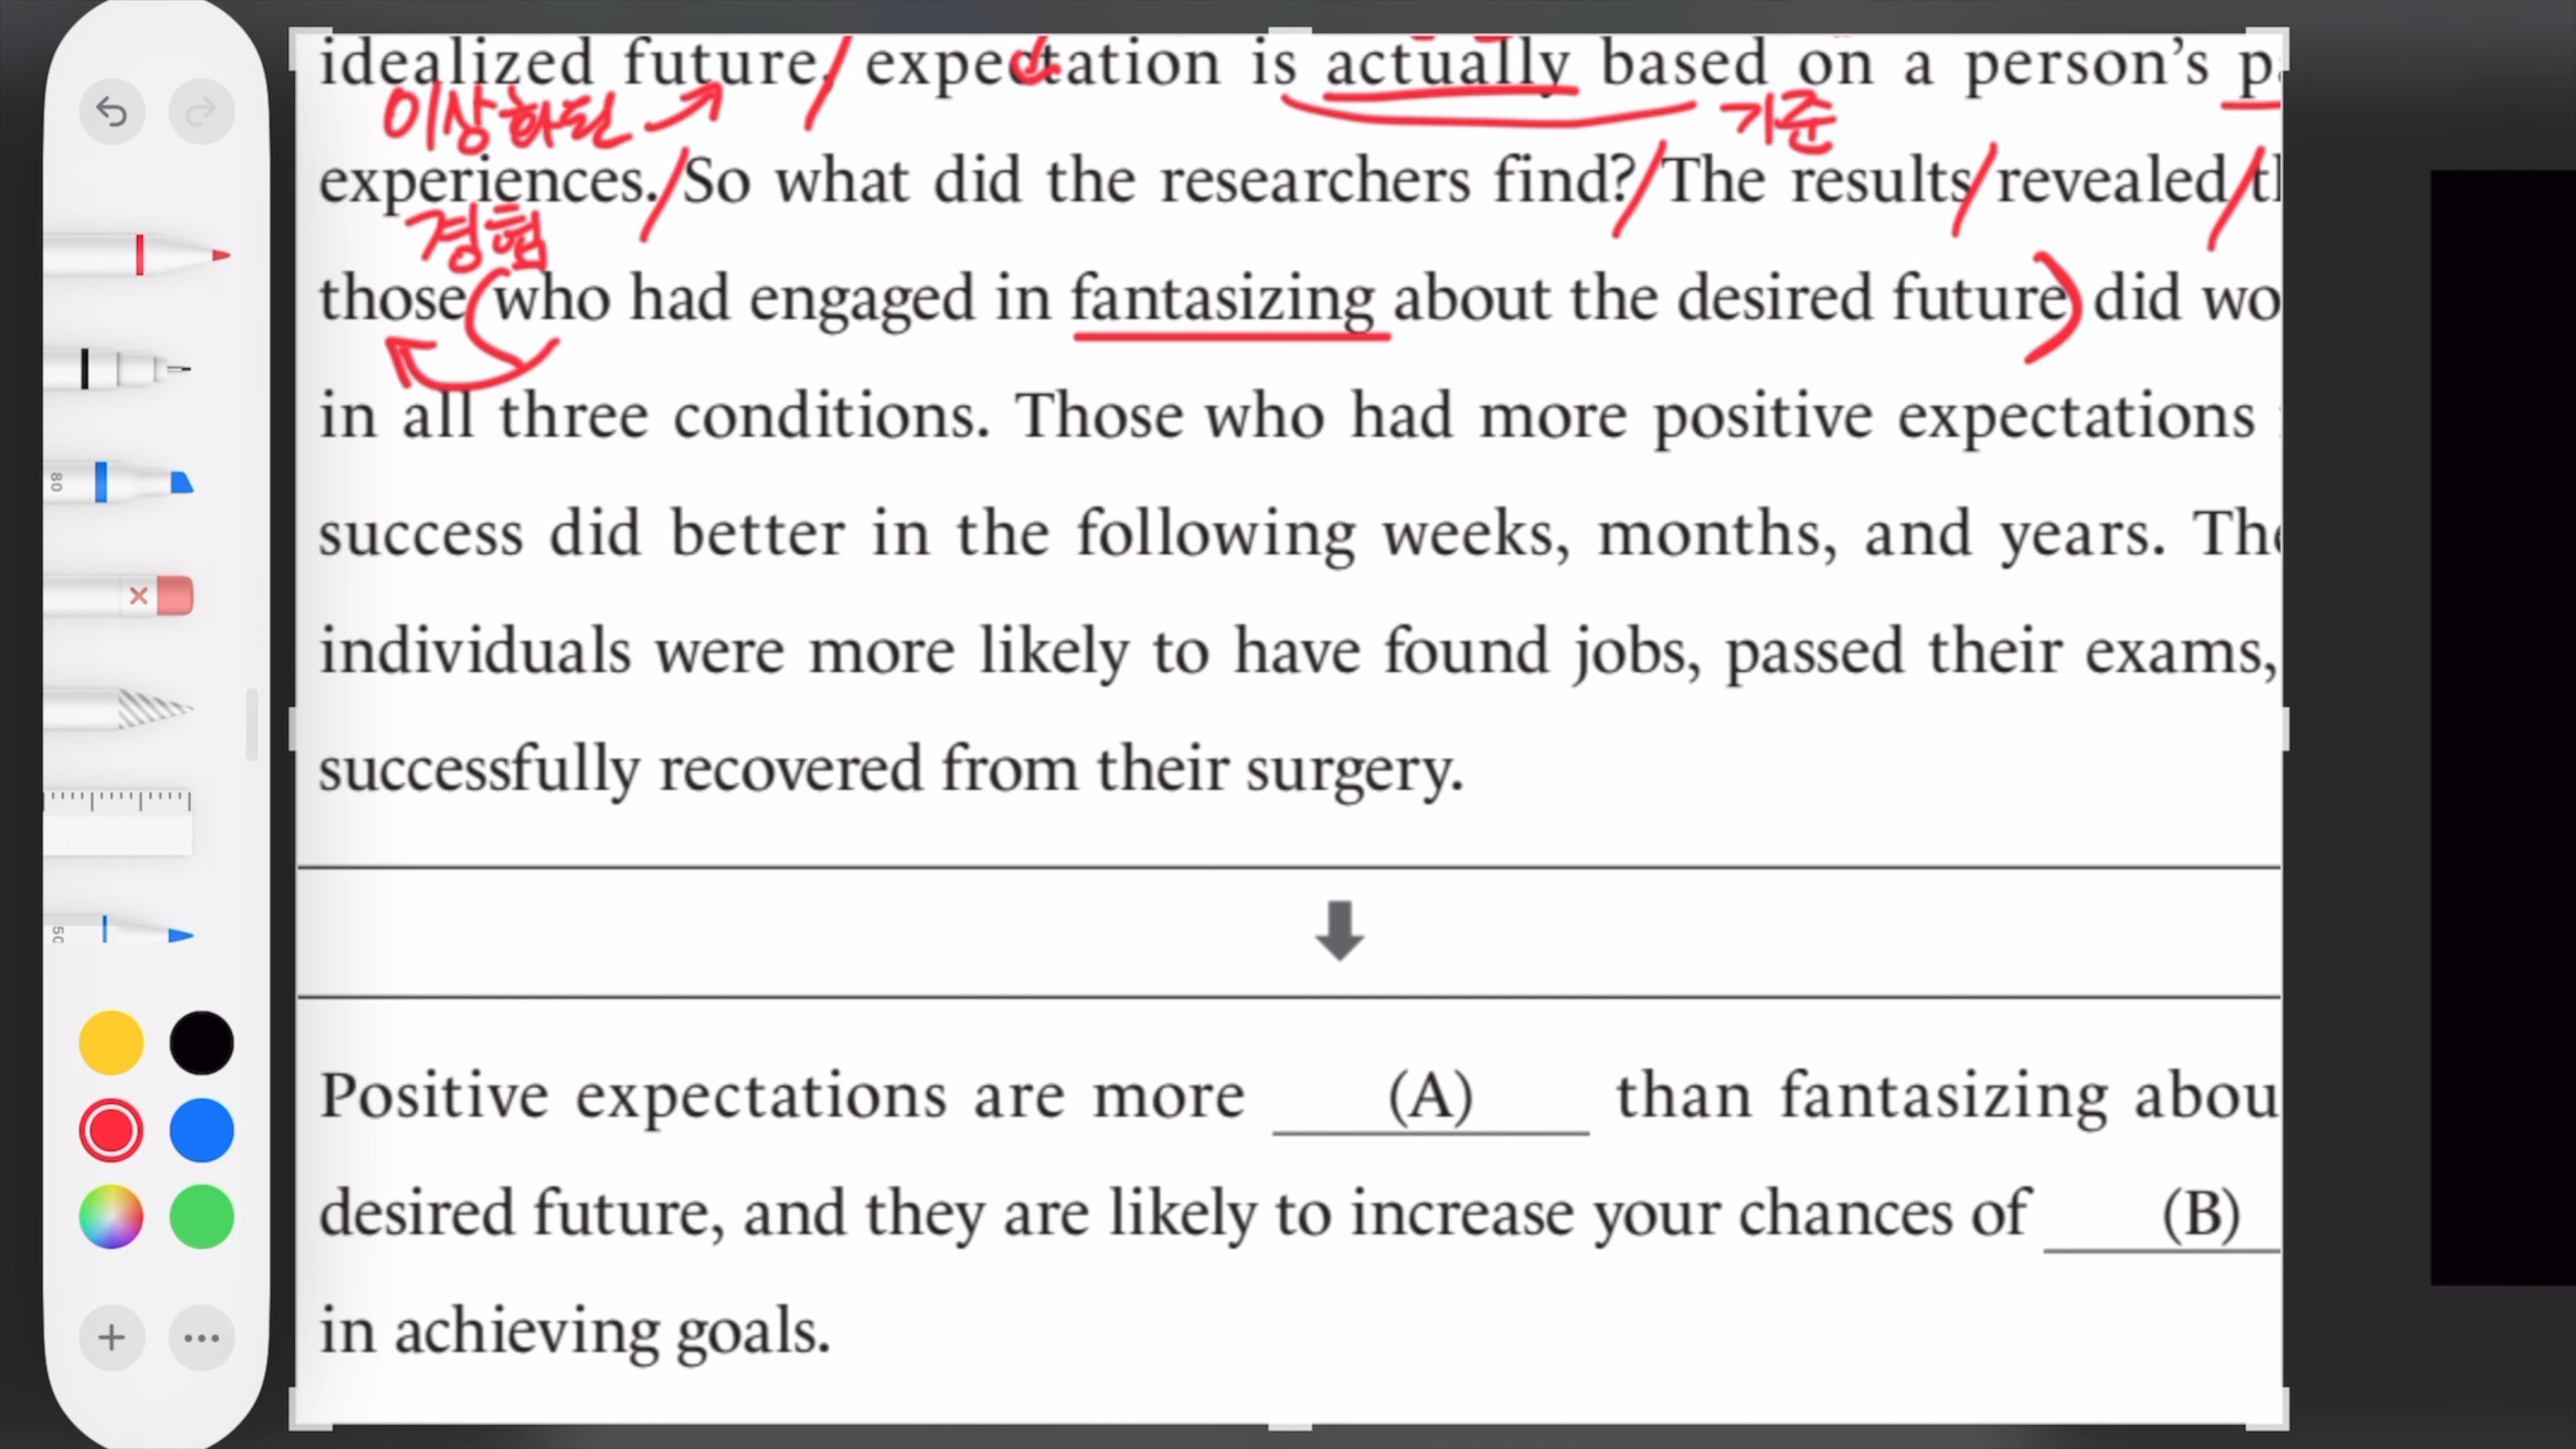 idealized future, expectation is actually based on a person's
이상화된 기준
experiences. So what did the researchers find? The results revealed
경험
those who had engaged in fantasizing about the desired future did
in all three conditions. Those who had more positive expectations
success did better in the following weeks, months, and years.
individuals were more likely to have found jobs, passed their exams,
successfully recovered from their surgery.
Positive expectations are more (A) than fantasizing
desired future, and they are likely to increase your chances of (B)
in achieving goals.
80